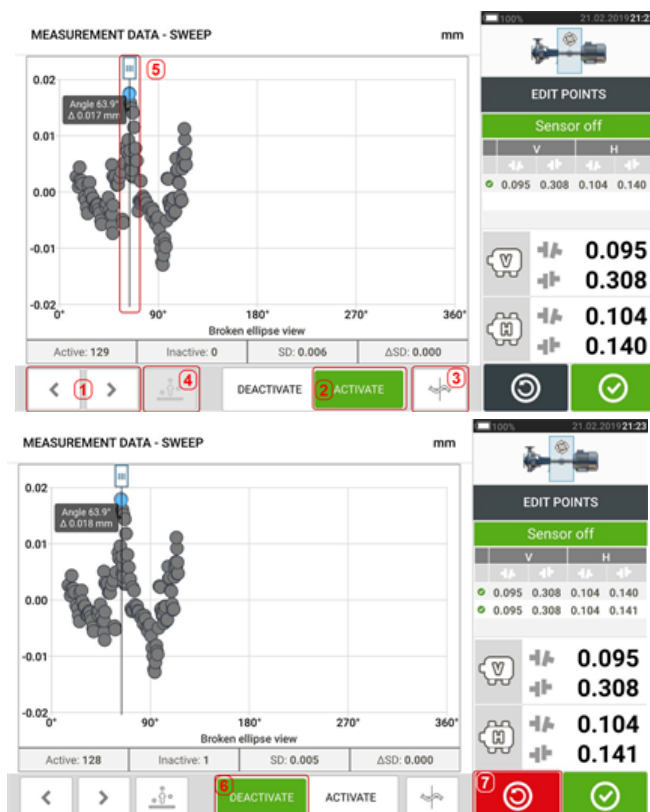 100% 21.02.2019 21:23
MEASUREMENT DATA - SWEEP mm
5
0.02
Angle 63.9°
Δ 0.017 mm
0.01
0.00
-0.01
-0.02
0° 90° 180° 270° 360°
Broken ellipse view
Active: 129 Inactive: 0 SD: 0.006 ΔSD: 0.000
< 1 > 4 DEACTIVATE 2 ACTIVATE 3
EDIT POINTS
Sensor off
V H
0.095 0.308 0.104 0.140
V 0.095
0.308
H 0.104
0.140
100% 21.02.2019 21:23
MEASUREMENT DATA - SWEEP mm
0.02
Angle 63.9°
Δ 0.018 mm
0.01
0.00
-0.01
-0.02
0° 90° 180° 270° 360°
Broken ellipse view
Active: 128 Inactive: 1 SD: 0.005 ΔSD: 0.000
< > 6 DEACTIVATE ACTIVATE
EDIT POINTS
Sensor off
V H
0.095 0.308 0.104 0.140
0.095 0.308 0.104 0.141
V 0.095
0.308
H 0.104
0.141
7